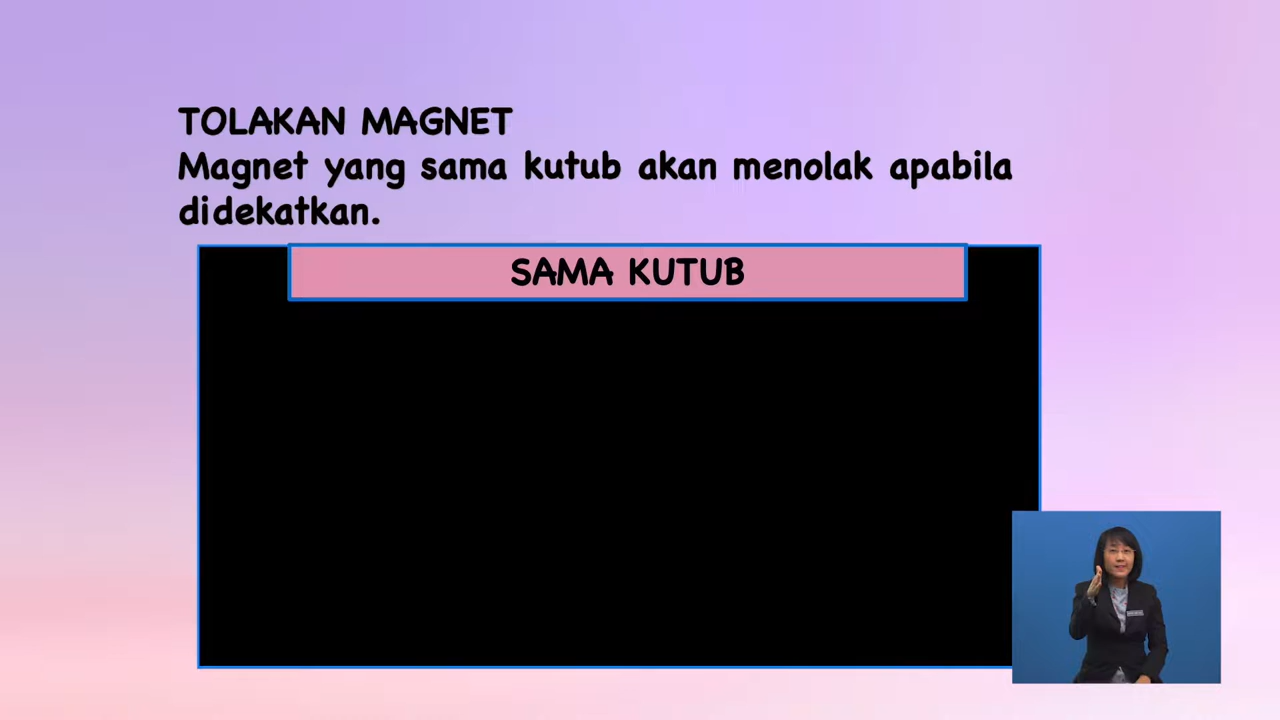 TOLAKAN MAGNET
Magnet yang sama kutub akan menolak apabila
didekatkan.
SAMA KUTUB